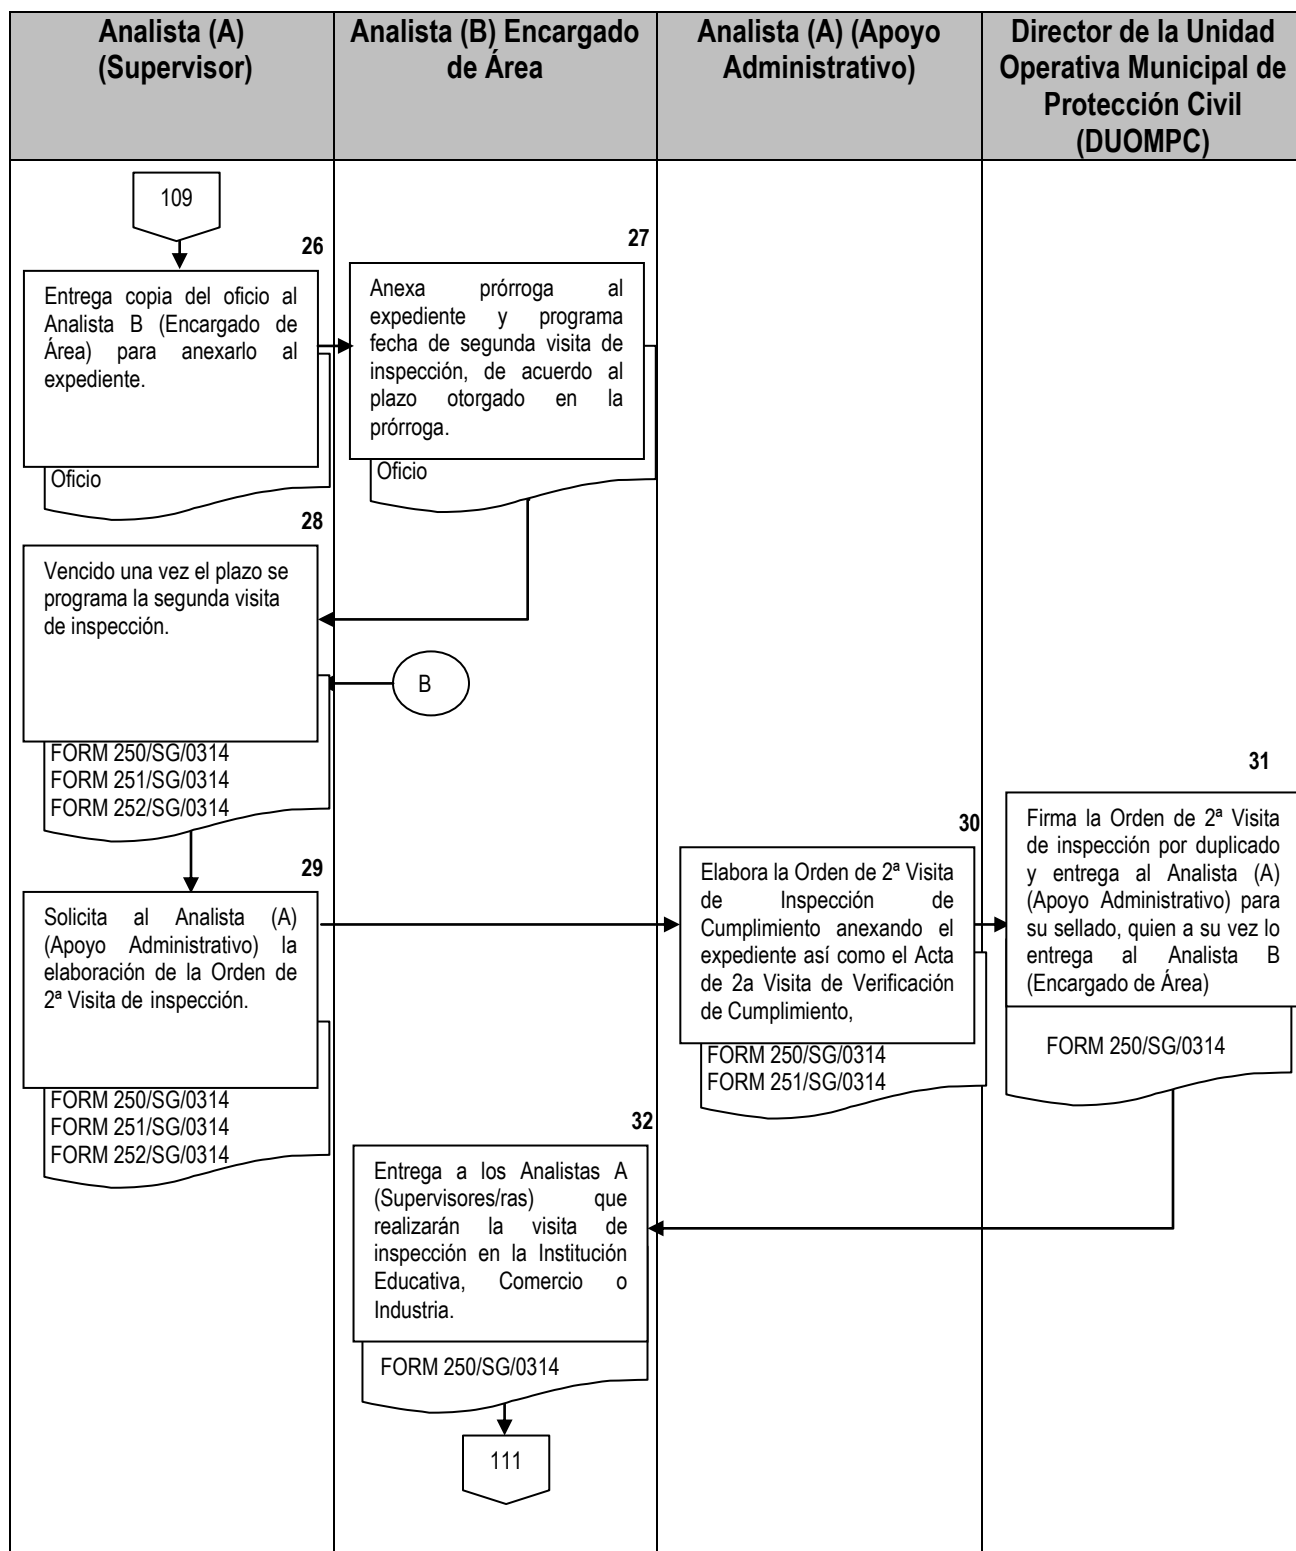 Analista (A)
(Supervisor)
Analista (B) Encargado
de Área
Analista (A) (Apoyo
Administrativo)
Director de la Unidad
Operativa Municipal de
Protección Civil
(DUOMPC)
109
26
Entrega copia del oficio al
Analista B (Encargado de
Área) para anexarlo al
expediente.
Oficio
27
Anexa prórroga al
expediente y programa
fecha de segunda visita de
inspección, de acuerdo al
plazo otorgado en la
prórroga.
Oficio
28
Vencido una vez el plazo se
programa la segunda visita
de inspección.
FORM 250/SG/0314
FORM 251/SG/0314
FORM 252/SG/0314
B
29
Solicita al Analista (A)
(Apoyo Administrativo) la
elaboración de la Orden de
2ª Visita de inspección.
FORM 250/SG/0314
FORM 251/SG/0314
FORM 252/SG/0314
30
Elabora la Orden de 2ª Visita
de Inspección de
Cumplimiento anexando el
expediente así como el Acta
de 2a Visita de Verificación
de Cumplimiento,
FORM 250/SG/0314
FORM 251/SG/0314
31
Firma la Orden de 2ª Visita
de inspección por duplicado
y entrega al Analista (A)
(Apoyo Administrativo) para
su sellado, quien a su vez lo
entrega al Analista B
(Encargado de Área)
FORM 250/SG/0314
32
Entrega a los Analistas A
(Supervisores/ras) que
realizarán la visita de
inspección en la Institución
Educativa, Comercio o
Industria.
FORM 250/SG/0314
111